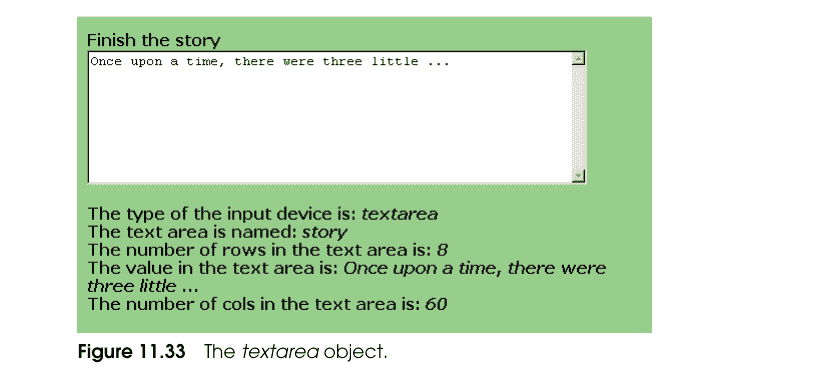 Finish the story
Once upon a time, there were three little ...
The type of the input device is: textarea
The text area is named: story
The number of rows in the text area is: 8
The value in the text area is: Once upon a time, there were
three little ...
The number of cols in the text area is: 60
Figure 11.33 The textarea object.